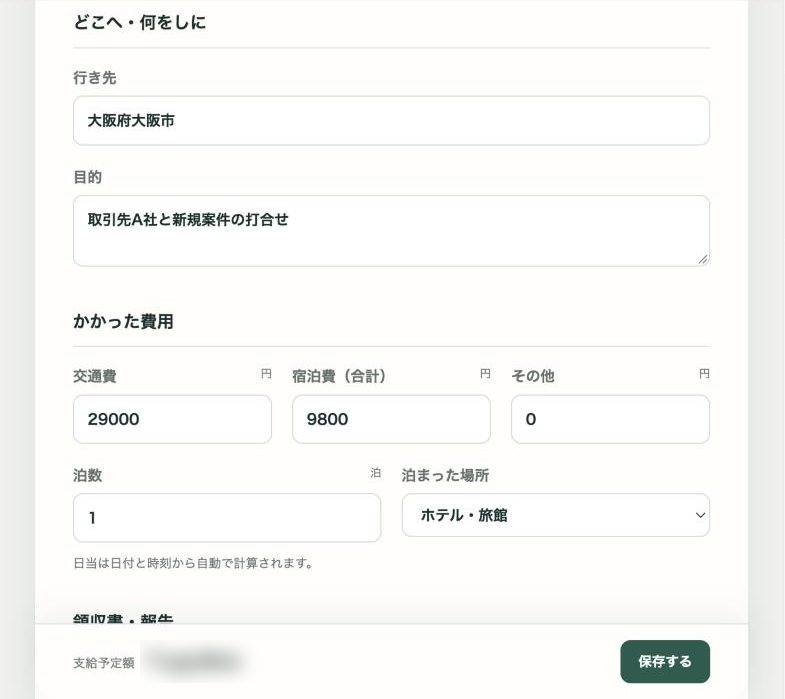 どこへ・何をしに
行き先
大阪府大阪市
目的
取引先A社と新規案件の打合せ
かかった費用
交通費 円 宿泊費（合計） 円 その他 円
29000 9800 0
泊数 泊 泊まった場所
1 ホテル・旅館
日当は日付と時刻から自動で計算されます。
領収書・報告
支給予定額
保存する